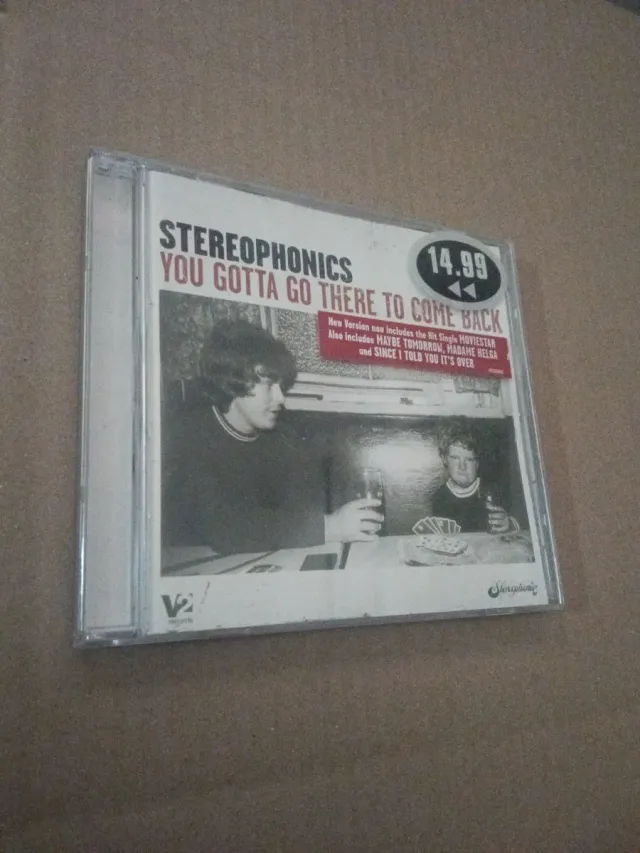 STEREOPHONICS
YOU GOTTA GO THERE TO COME BACK
14.99
New Version now includes the Hit Single MOVIESTAR
Also includes MAYBE TOMORROW, MADAME HELGA
and SINCE I TOLD YOU IT'S OVER
V2
records
Stereophonics